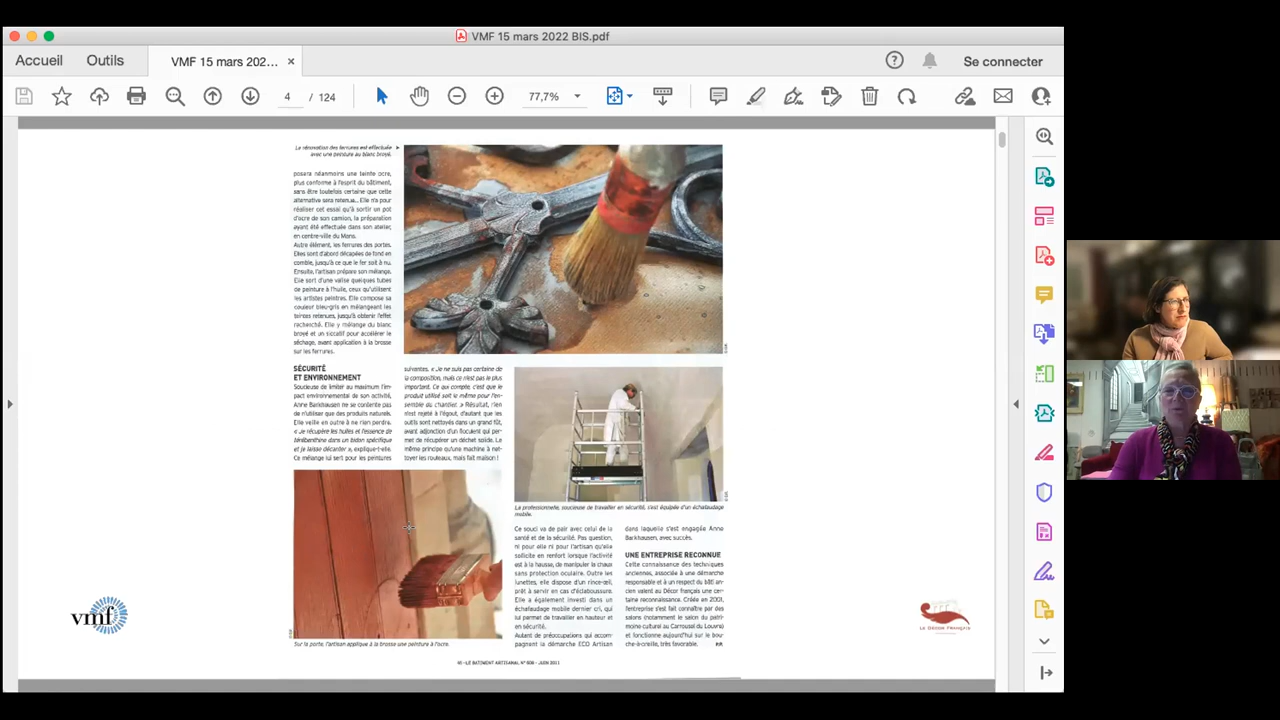 VMF 15 mars 2022 BIS.pdf
Accueil
Outils
VMF 15 mars 202...
Se connecter
4 / 124
77,7%
La rénovation des ferrures est effectuée
avec une peinture au blanc broyé.
posera néanmoins une teinte ocre,
plus conforme à l'esprit du bâtiment,
sans être toutefois certaine que cette
alternative sera retenue... Elle n'a pour
réaliser cet essai qu'à sortir un pot
d'ocre de son camion, la préparation
ayant été effectuée dans son atelier,
en centre-ville du Mans.
Autre élément, les ferrures des portes.
Elles sont d'abord décapées de fond en
comble, jusqu'à ce que le fer soit à nu.
Ensuite, l'artisan prépare son mélange.
Elle sort d'une valise quelques tubes
de peinture à l'huile, ceux qu'utilisent
les artistes peintres. Elle compose sa
couleur bleu-gris en mélangeant les
teintes retenues, jusqu'à obtenir l'effet
recherché. Elle y mélange du blanc
broyé et un siccatif pour accélérer le
séchage, avant application à la brosse
sur les ferrures.
SÉCURITÉ
ET ENVIRONNEMENT
Soucieuse de limiter au maximum l'im-
pact environnemental de son activité,
Anne Barkhausen ne se contente pas
de n'utiliser que des produits naturels.
Elle veille en outre à ne rien perdre.
« Je récupère les huiles et l'essence de
térébenthine dans un bidon spécifique
et je laisse décanter », explique-t-elle.
Ce mélange lui sert pour les peintures
suivantes. « Je ne suis pas certaine de
la composition, mais ce n'est pas le plus
important. Ce qui compte, c'est que le
produit utilisé soit le même pour l'en-
semble du chantier. » Résultat, rien
n'est rejeté à l'égout, d'autant que les
outils sont nettoyés dans un grand fût,
avant adjonction d'un floculent qui per-
met de récupérer un déchet solide. Le
même principe qu'une machine à net-
toyer les rouleaux, mais fait maison !
La professionnelle, soucieuse de travailler en sécurité, s'est équipée d'un échafaudage
mobile.
Sur la porte, l'artisan applique à la brosse une peinture à l'ocre.
Ce souci va de pair avec celui de la
santé et de la sécurité. Pas question,
ni pour elle ni pour l'artisan qu'elle
sollicite en renfort lorsque l'activité
est à la hausse, de manipuler la chaux
sans protection oculaire. Outre les
lunettes, elle dispose d'un rince-œil,
prêt à servir en cas d'éclaboussure.
Elle a également investi dans un
échafaudage mobile dernier cri, qui
lui permet de travailler en hauteur et
en sécurité.
Autant de préoccupations qui accom-
pagnent la démarche ECO Artisan
dans laquelle s'est engagée Anne
Barkhausen, avec succès.
UNE ENTREPRISE RECONNUE
Cette connaissance des techniques
anciennes, associée à une démarche
responsable et à un respect du bâti an-
cien valent au Décor français une cer-
taine reconnaissance. Créée en 2001,
l'entreprise s'est fait connaître par des
salons (notamment le salon du patri-
moine culturel au Carrousel du Louvre)
et fonctionne aujourd'hui sur le bou-
che-à-oreille, très favorable.
LE BÂTIMENT ARTISANAL N° 608 - JUIN 2011
vmf
LE DÉCOR FRANÇAIS